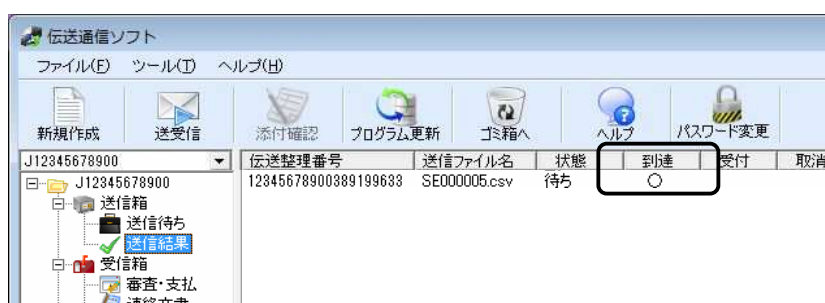 伝送通信ソフト
ファイル(F) ツール(T) ヘルプ(H)
新規作成 送受信 添付確認 プログラム更新 ゴミ箱へ ヘルプ パスワード変更
J12345678900 伝送整理番号 送信ファイル名 状態 到達 受付 取消
J12345678900 12345678900389199633 SE000005.csv 待ち ○
送信箱
送信待ち
送信結果
受信箱
審査・支払
連絡文書